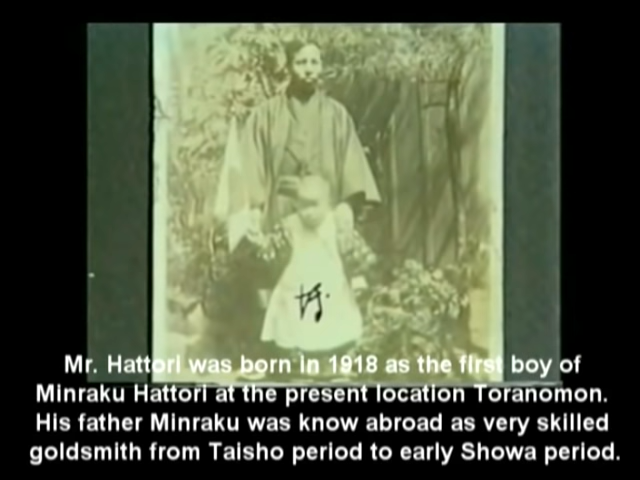 Mr. Hattori was born in 1918 as the first boy of
Minraku Hattori at the present location Toranomon.
His father Minraku was know abroad as very skilled
goldsmith from Taisho period to early Showa period.